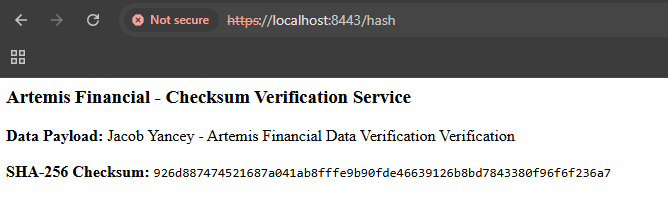 Not secure https://localhost:8443/hash
Artemis Financial - Checksum Verification Service
Data Payload: Jacob Yancey - Artemis Financial Data Verification Verification
SHA-256 Checksum: 926d887474521687a041ab8fffe9b90fde46639126b8bd7843380f96f6f236a7